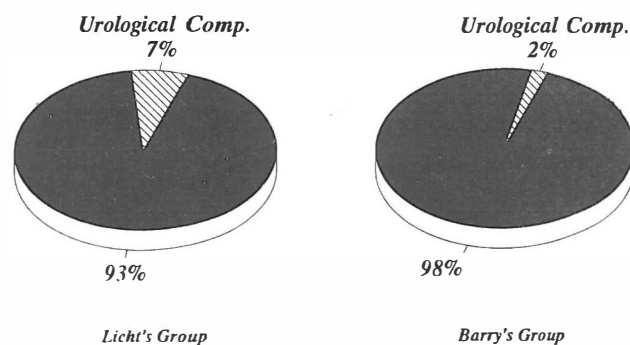 Urological Comp.
7%
93%
Licht's Group
Urological Comp.
2%
98%
Barry's Group